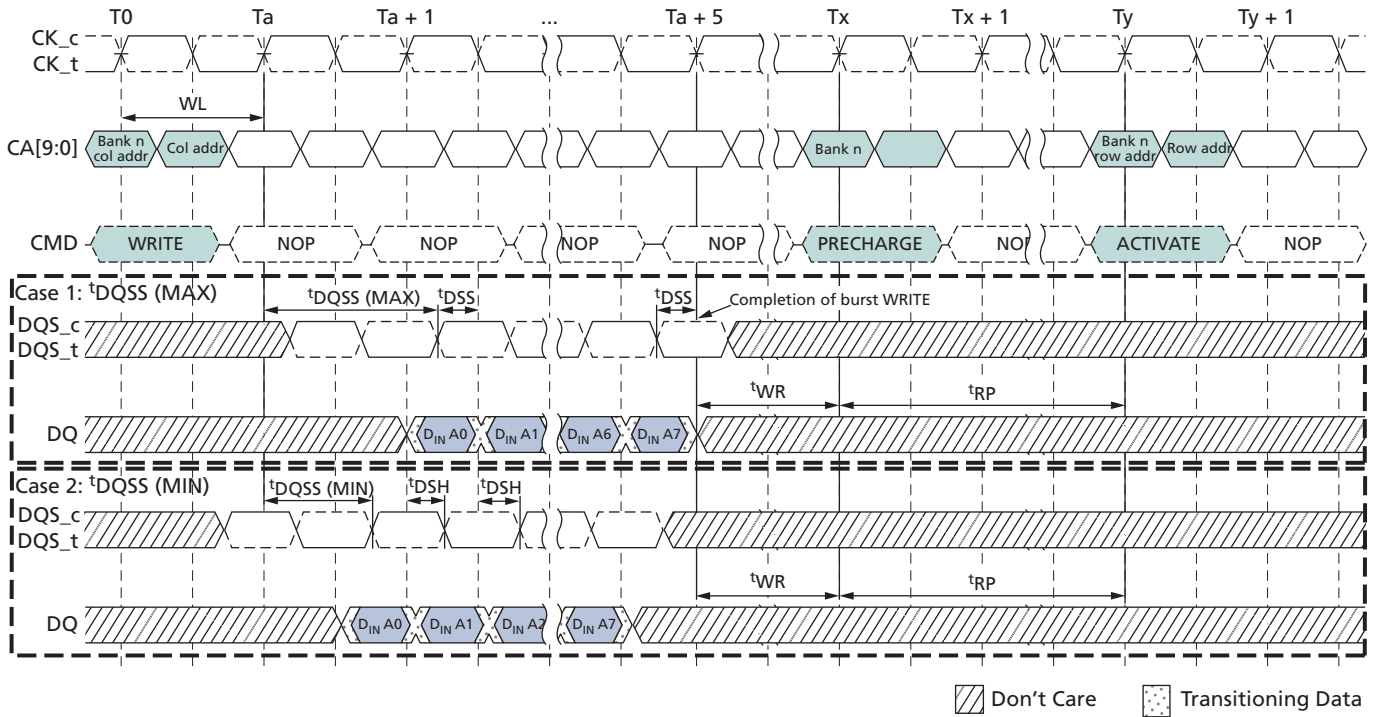 T0 Ta Ta + 1 ... Ta + 5 Tx Tx + 1 Ty Ty + 1
CK_c
CK_t
WL
CA[9:0] Bank n col addr Col addr Bank n Bank n row addr Row addr
CMD WRITE NOP NOP NOP NOP PRECHARGE NOP ACTIVATE NOP
Case 1: tDQSS (MAX)
tDQSS (MAX) tDSS tDSS Completion of burst WRITE
DQS_c
DQS_t
tWR tRP
DQ DIN A0 DIN A1 DIN A6 DIN A7
Case 2: tDQSS (MIN)
tDQSS (MIN) tDSH tDSH
DQS_c
DQS_t
tWR tRP
DQ DIN A0 DIN A1 DIN A2 DIN A7
Don't Care Transitioning Data